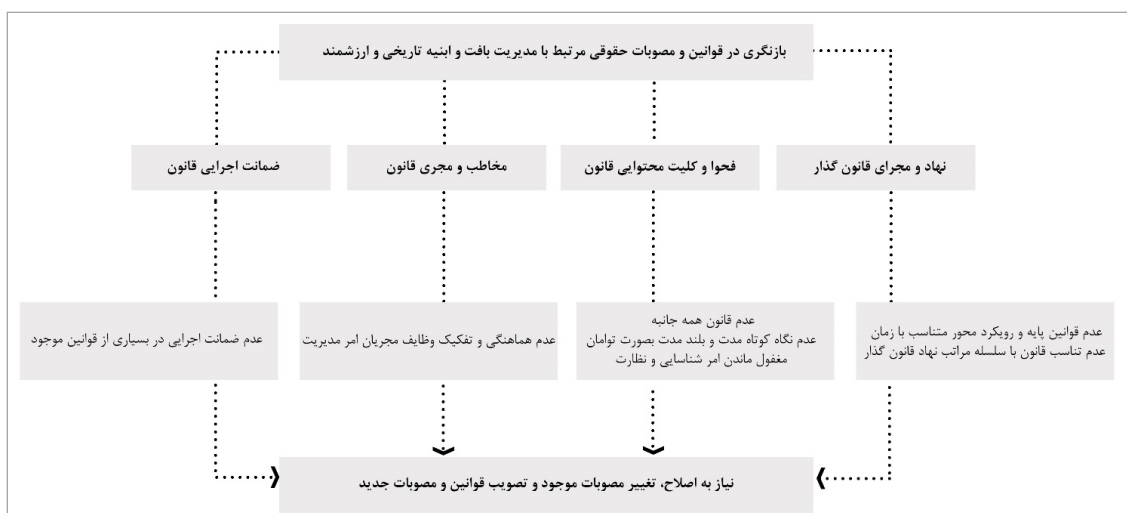 بازنگری در قوانین و مصوبات حقوقی مرتبط با مدیریت بافت و ابنیه تاریخی و ارزشمند
نهاد و مجرای قانون گذار
فحوا و کلیت محتوایی قانون
مخاطب و مجری قانون
ضمانت اجرایی قانون
عدم قوانین پایه و رویکرد محور متناسب با زمان
عدم تناسب قانون با سلسله مراتب نهاد قانون گذار
عدم قانون همه جانبه
عدم نگاه کوتاه مدت و بلند مدت بصورت توامان
مغفول ماندن امر شناسایی و نظارت
عدم هماهنگی و تفکیک وظایف مجریان امر مدیریت
عدم ضمانت اجرایی در بسیاری از قوانین موجود
نیاز به اصلاح، تغییر مصوبات موجود و تصویب قوانین و مصوبات جدید